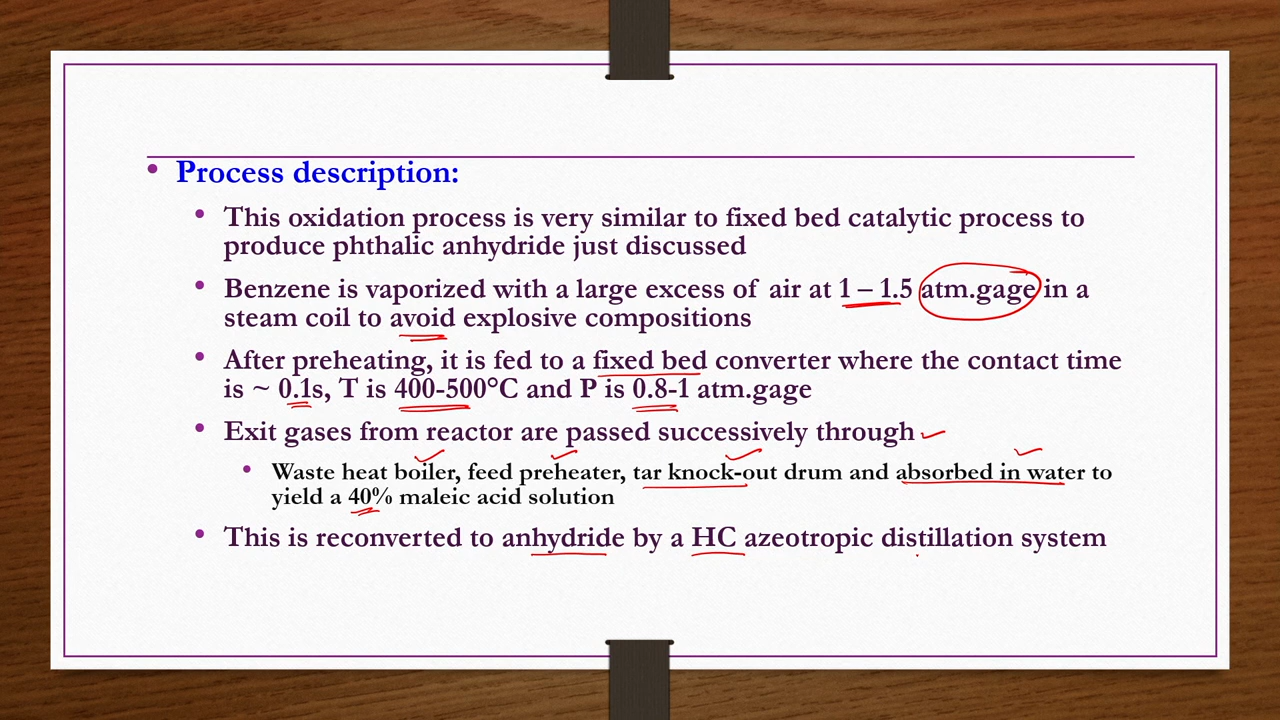 • Process description:
• This oxidation process is very similar to fixed bed catalytic process to
produce phthalic anhydride just discussed
• Benzene is vaporized with a large excess of air at 1 – 1.5 atm.gage in a
steam coil to avoid explosive compositions
• After preheating, it is fed to a fixed bed converter where the contact time
is ~ 0.1s, T is 400-500°C and P is 0.8-1 atm.gage
• Exit gases from reactor are passed successively through
• Waste heat boiler, feed preheater, tar knock-out drum and absorbed in water to
yield a 40% maleic acid solution
• This is reconverted to anhydride by a HC azeotropic distillation system